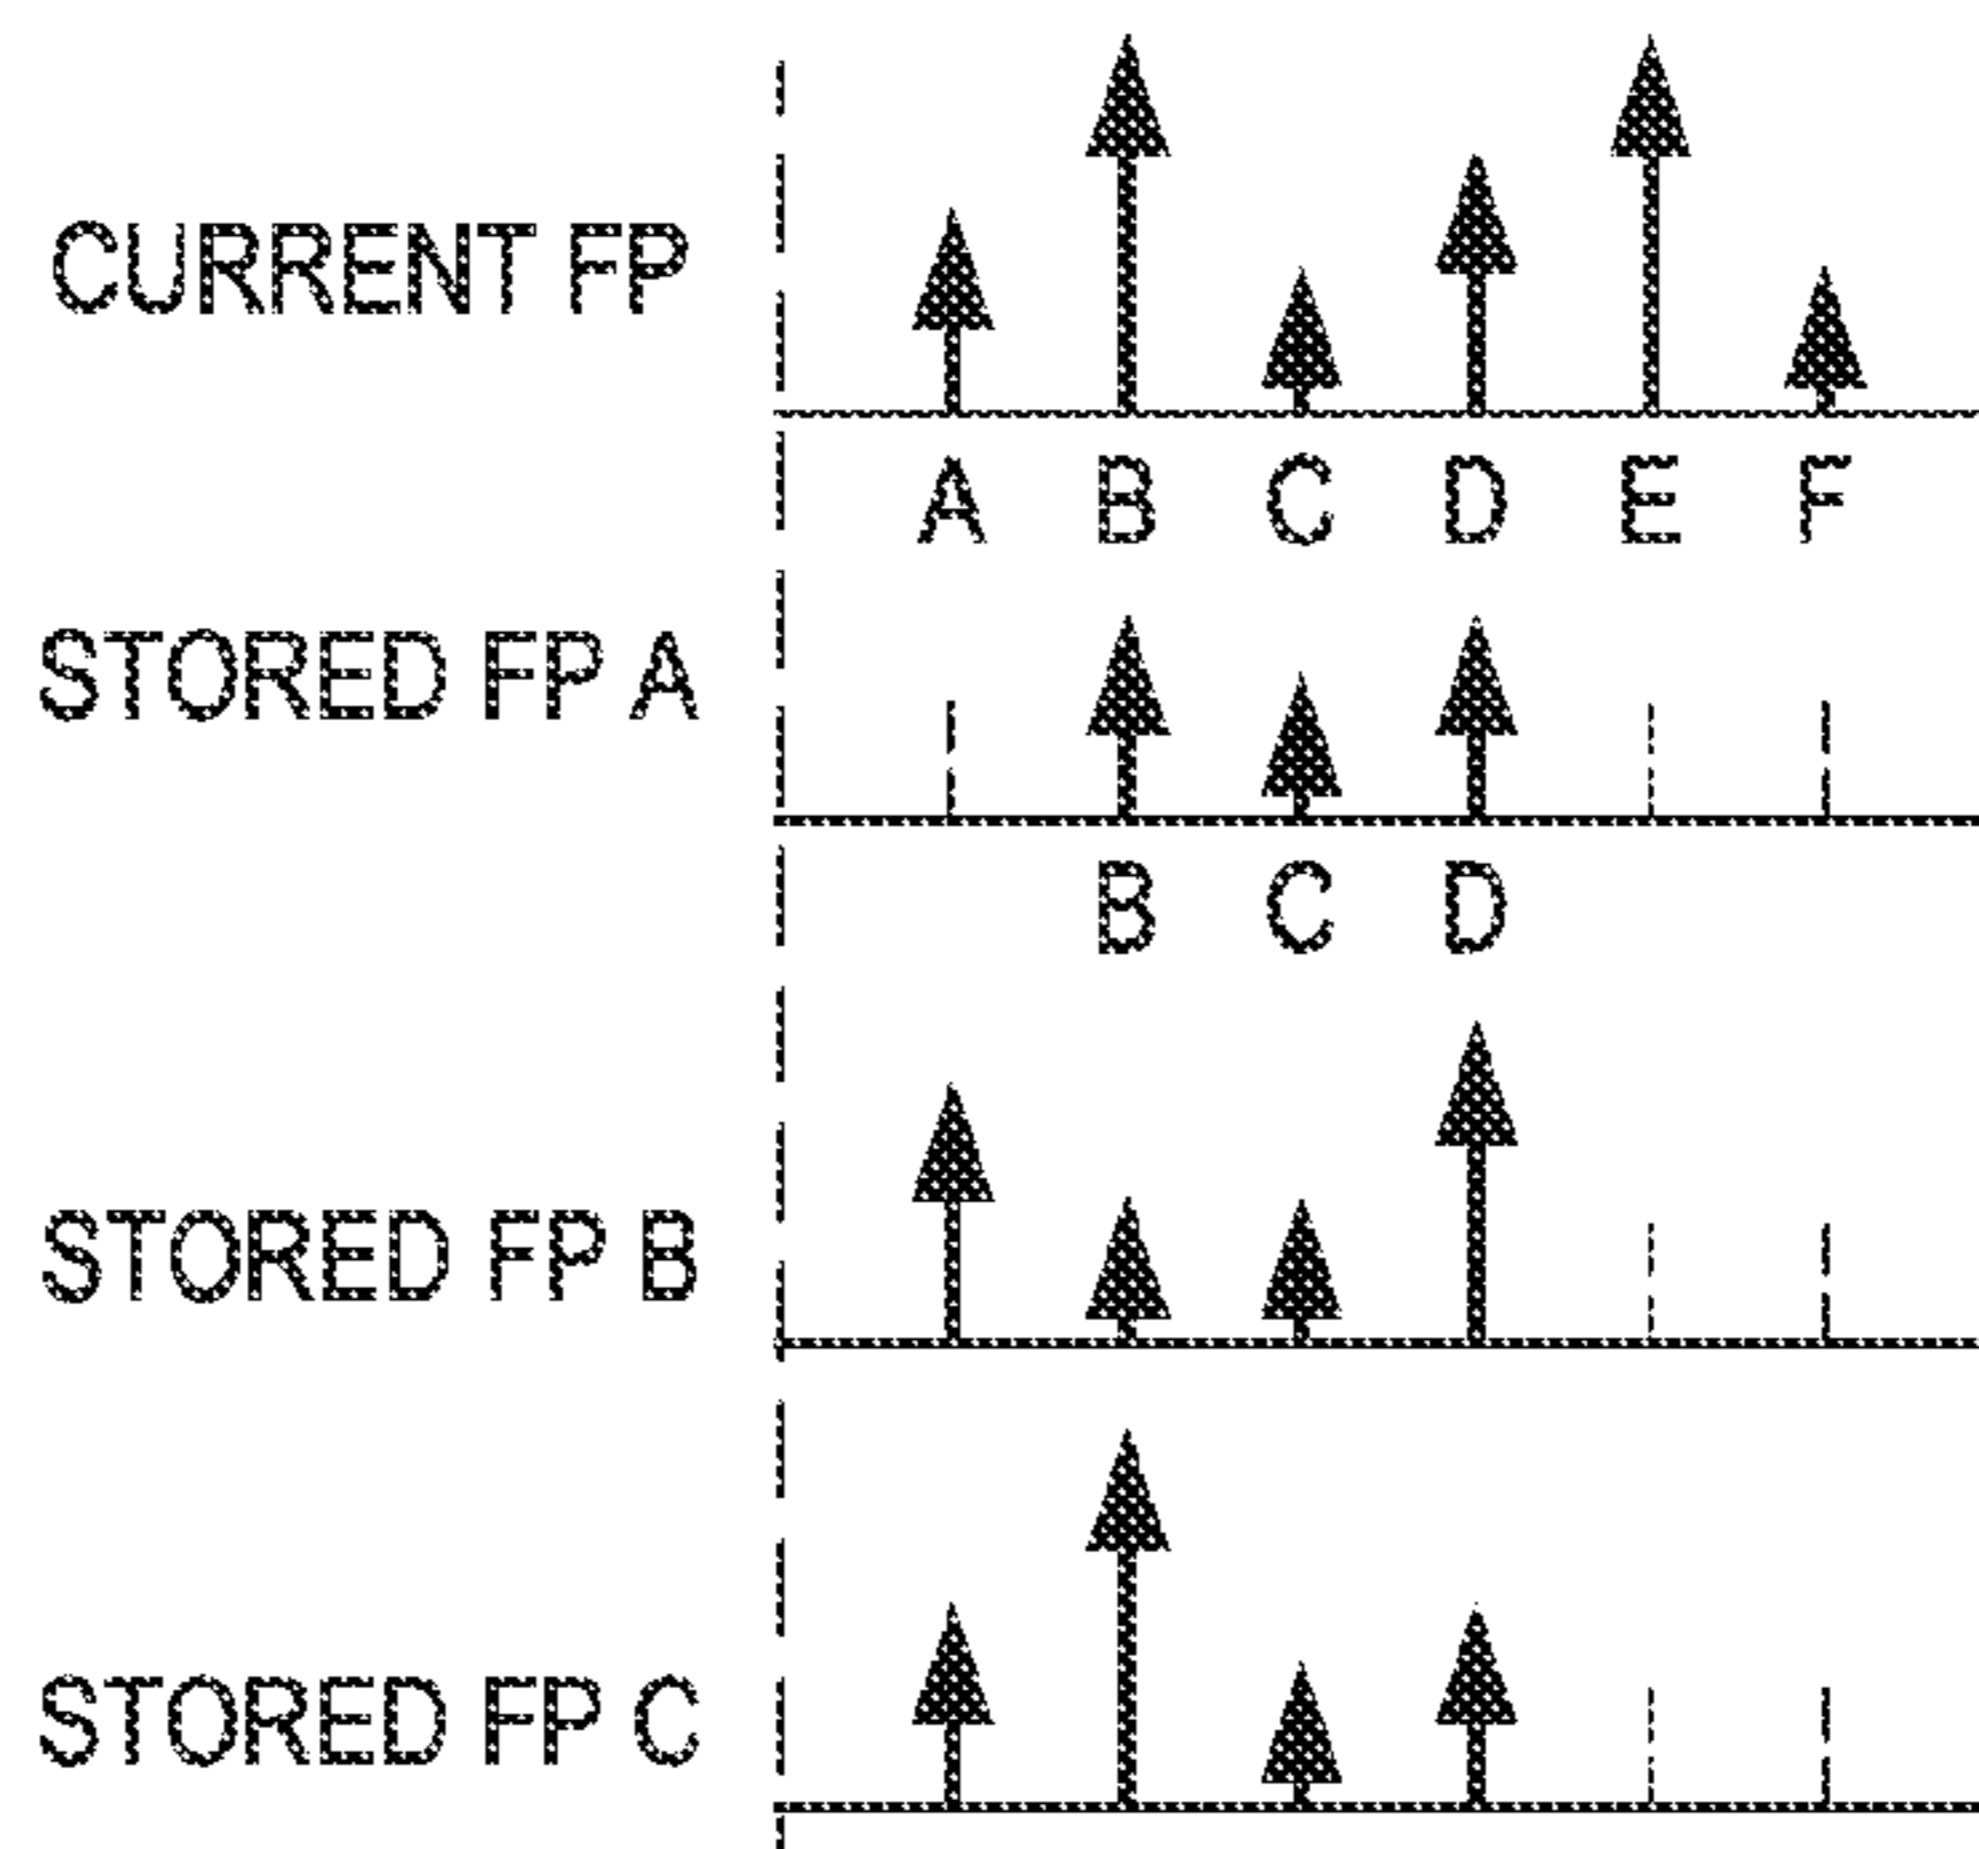 CURRENT FP
A B C D E F
STORED FP A
B C D
STORED FP B
STORED FP C